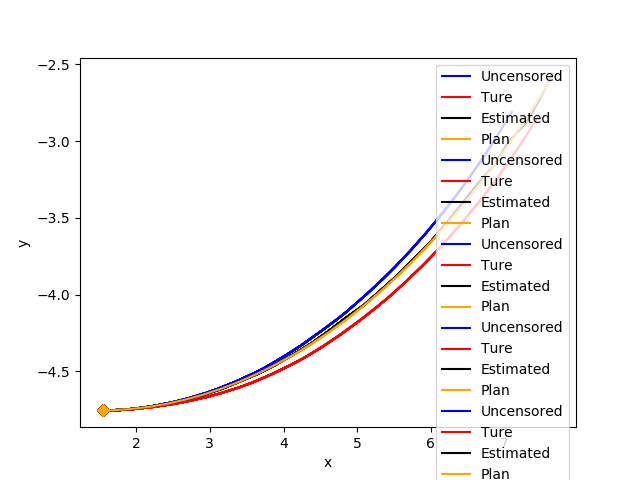 −2.5
−3.0
−3.5
−4.0
−4.5
y
2
3
4
5
6
7
x
Uncensored
Ture
Estimated
Plan
Uncensored
Ture
Estimated
Plan
Uncensored
Ture
Estimated
Plan
Uncensored
Ture
Estimated
Plan
Uncensored
Ture
Estimated
Plan